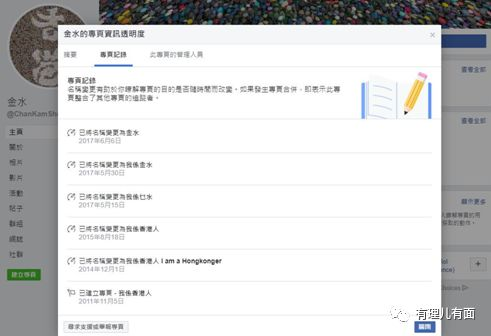 金水的專頁資訊透明度
×
摘要
專頁記錄
此專頁的管理人員
專頁記錄
名稱變更有助於你瞭解專頁的目的是否隨時間而改變。如果發生專頁合併，即表示此專
頁整合了其他專頁的追蹤者。
已將名稱變更為金水
2017年6月6日
已將名稱變更為我係金水
2017年5月30日
已將名稱變更為我係乜水
2017年5月15日
已將名稱變更為我係香港人
2015年8月18日
已將名稱變更為我係香港人 I am a Hongkonger
2014年12月1日
已建立專頁 - 我係香港人
2011年11月5日
尋求支援或舉報專頁
關閉
金水
@ChanKamSh
主頁
關於
相片
影片
活動
帖子
群組
網誌
社群
建立專頁
查看全部
查看全部
顯示更多
有理儿有面